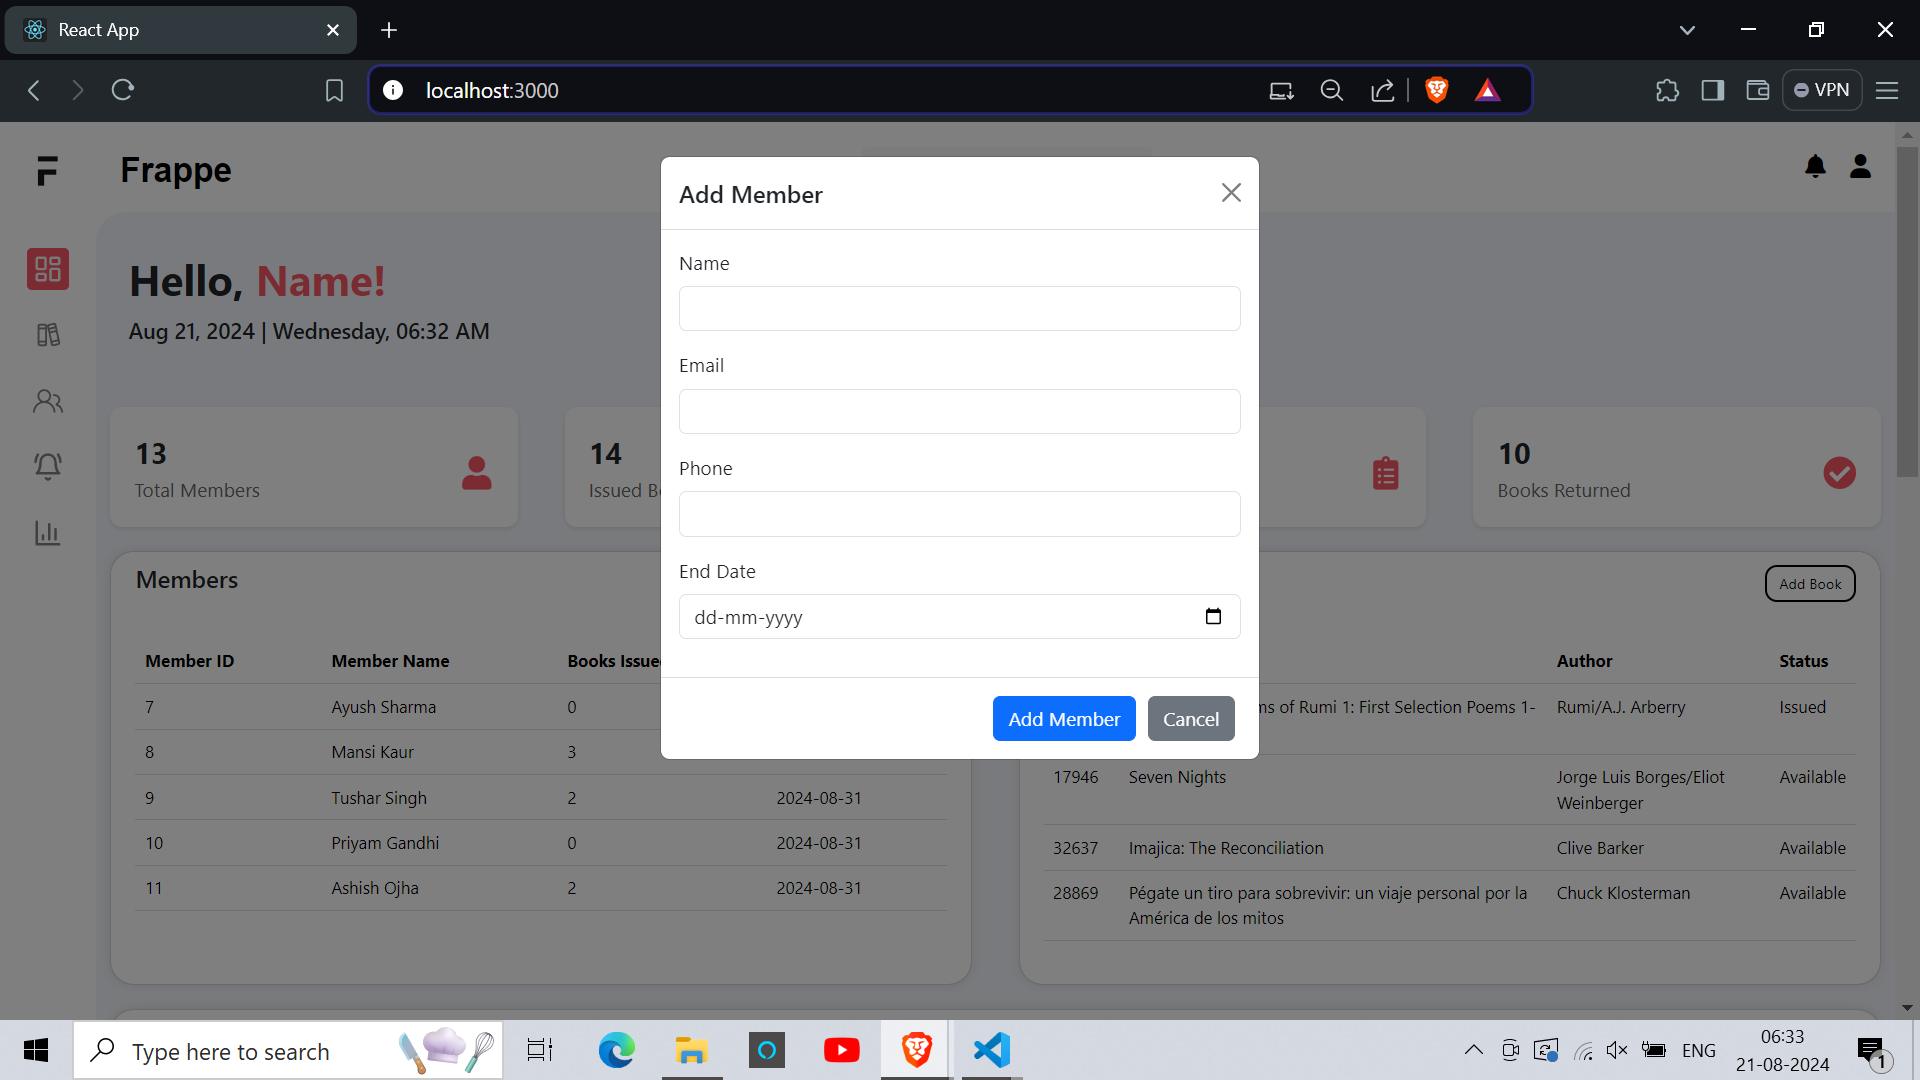 React App
localhost:3000
VPN
Frappe
Hello, Name!
Aug 21, 2024 | Wednesday, 06:32 AM
13
Total Members
14
Issued B
10
Books Returned
Members
Member ID Member Name Books Issue
7 Ayush Sharma 0
8 Mansi Kaur 3
9 Tushar Singh 2 2024-08-31
10 Priyam Gandhi 0 2024-08-31
11 Ashish Ojha 2 2024-08-31
Add Member
Name
Email
Phone
End Date
dd-mm-yyyy
Add Member Cancel
Add Book
Author Status
of Rumi 1: First Selection Poems 1- Rumi/A.J. Arberry Issued
17946 Seven Nights Jorge Luis Borges/Eliot Available
Weinberger
32637 Imajica: The Reconciliation Clive Barker Available
28869 Pégate un tiro para sobrevivir: un viaje personal por la Chuck Klosterman Available
América de los mitos
Type here to search
ENG
06:33
21-08-2024
1